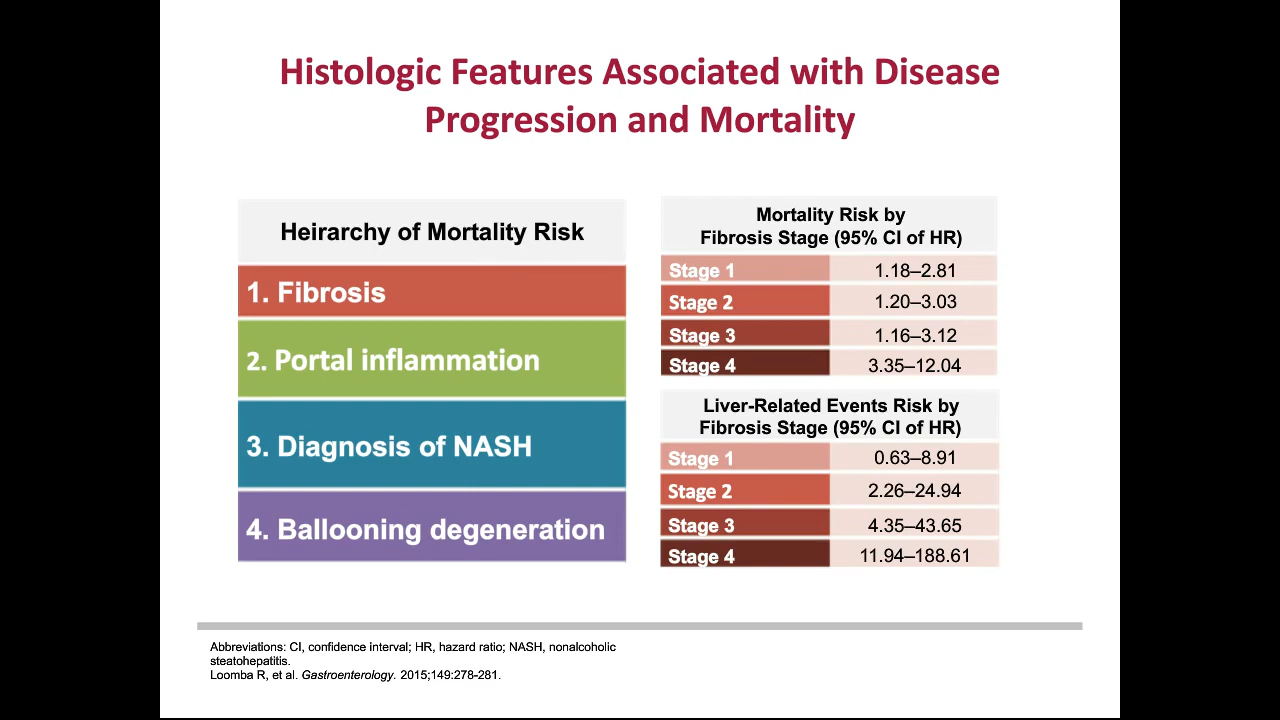 Histologic Features Associated with Disease
Progression and Mortality
Heirarchy of Mortality Risk
1. Fibrosis
2. Portal inflammation
3. Diagnosis of NASH
4. Ballooning degeneration
Mortality Risk by
Fibrosis Stage (95% CI of HR)
Stage 1 1.18–2.81
Stage 2 1.20–3.03
Stage 3 1.16–3.12
Stage 4 3.35–12.04
Liver-Related Events Risk by
Fibrosis Stage (95% CI of HR)
Stage 1 0.63–8.91
Stage 2 2.26–24.94
Stage 3 4.35–43.65
Stage 4 11.94–188.61
Abbreviations: CI, confidence interval; HR, hazard ratio; NASH, nonalcoholic
steatohepatitis.
Loomba R, et al. Gastroenterology. 2015;149:278-281.